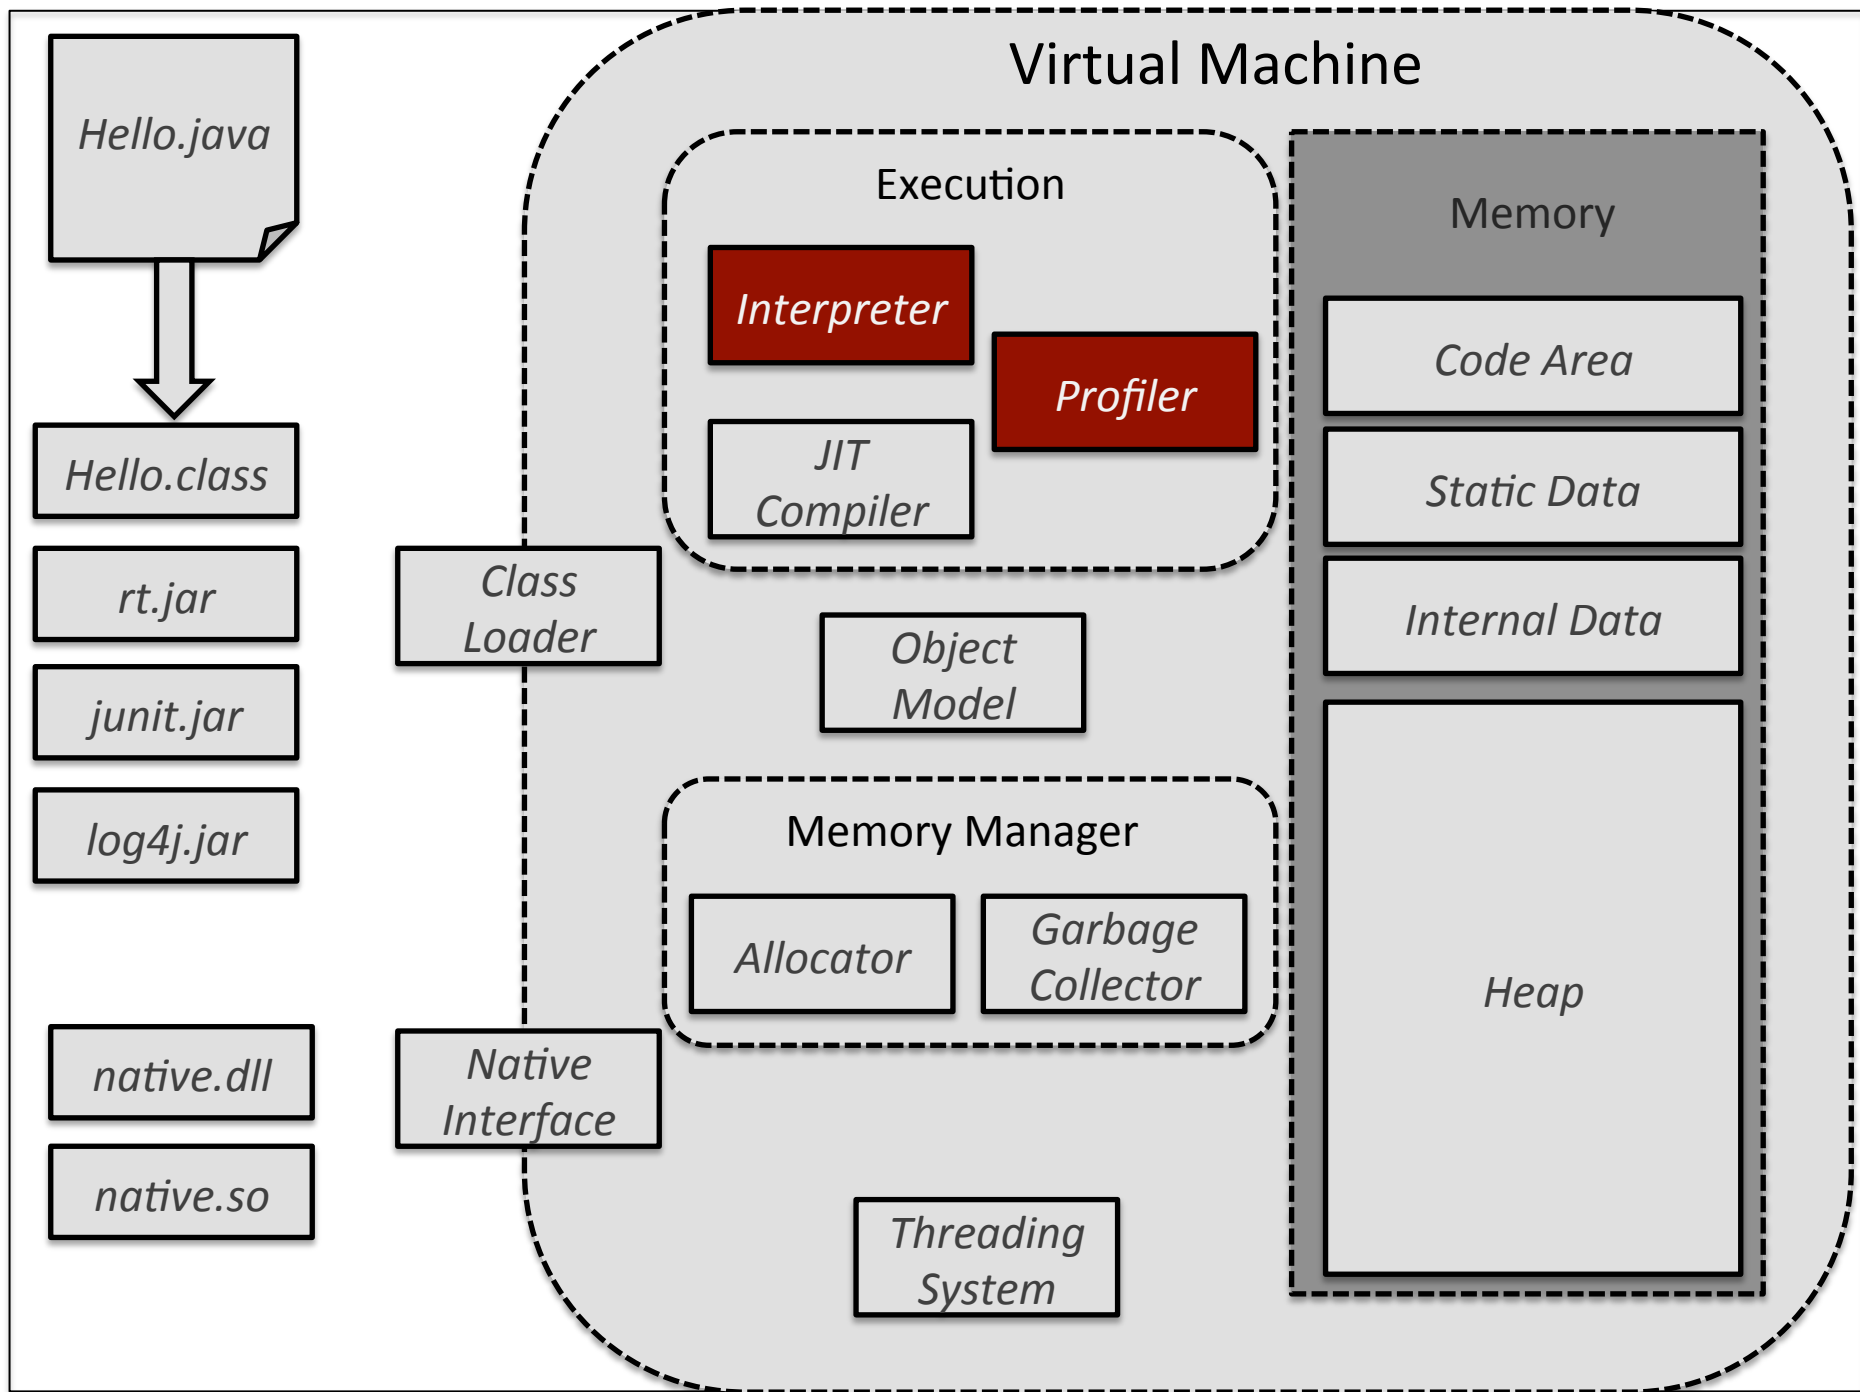 Virtual Machine
Hello.java
Hello.class
rt.jar
junit.jar
log4j.jar
native.dll
native.so
Class
Loader
Native
Interface
Execution
Interpreter
Profiler
JIT
Compiler
Object
Model
Memory Manager
Allocator
Garbage
Collector
Threading
System
Memory
Code Area
Static Data
Internal Data
Heap